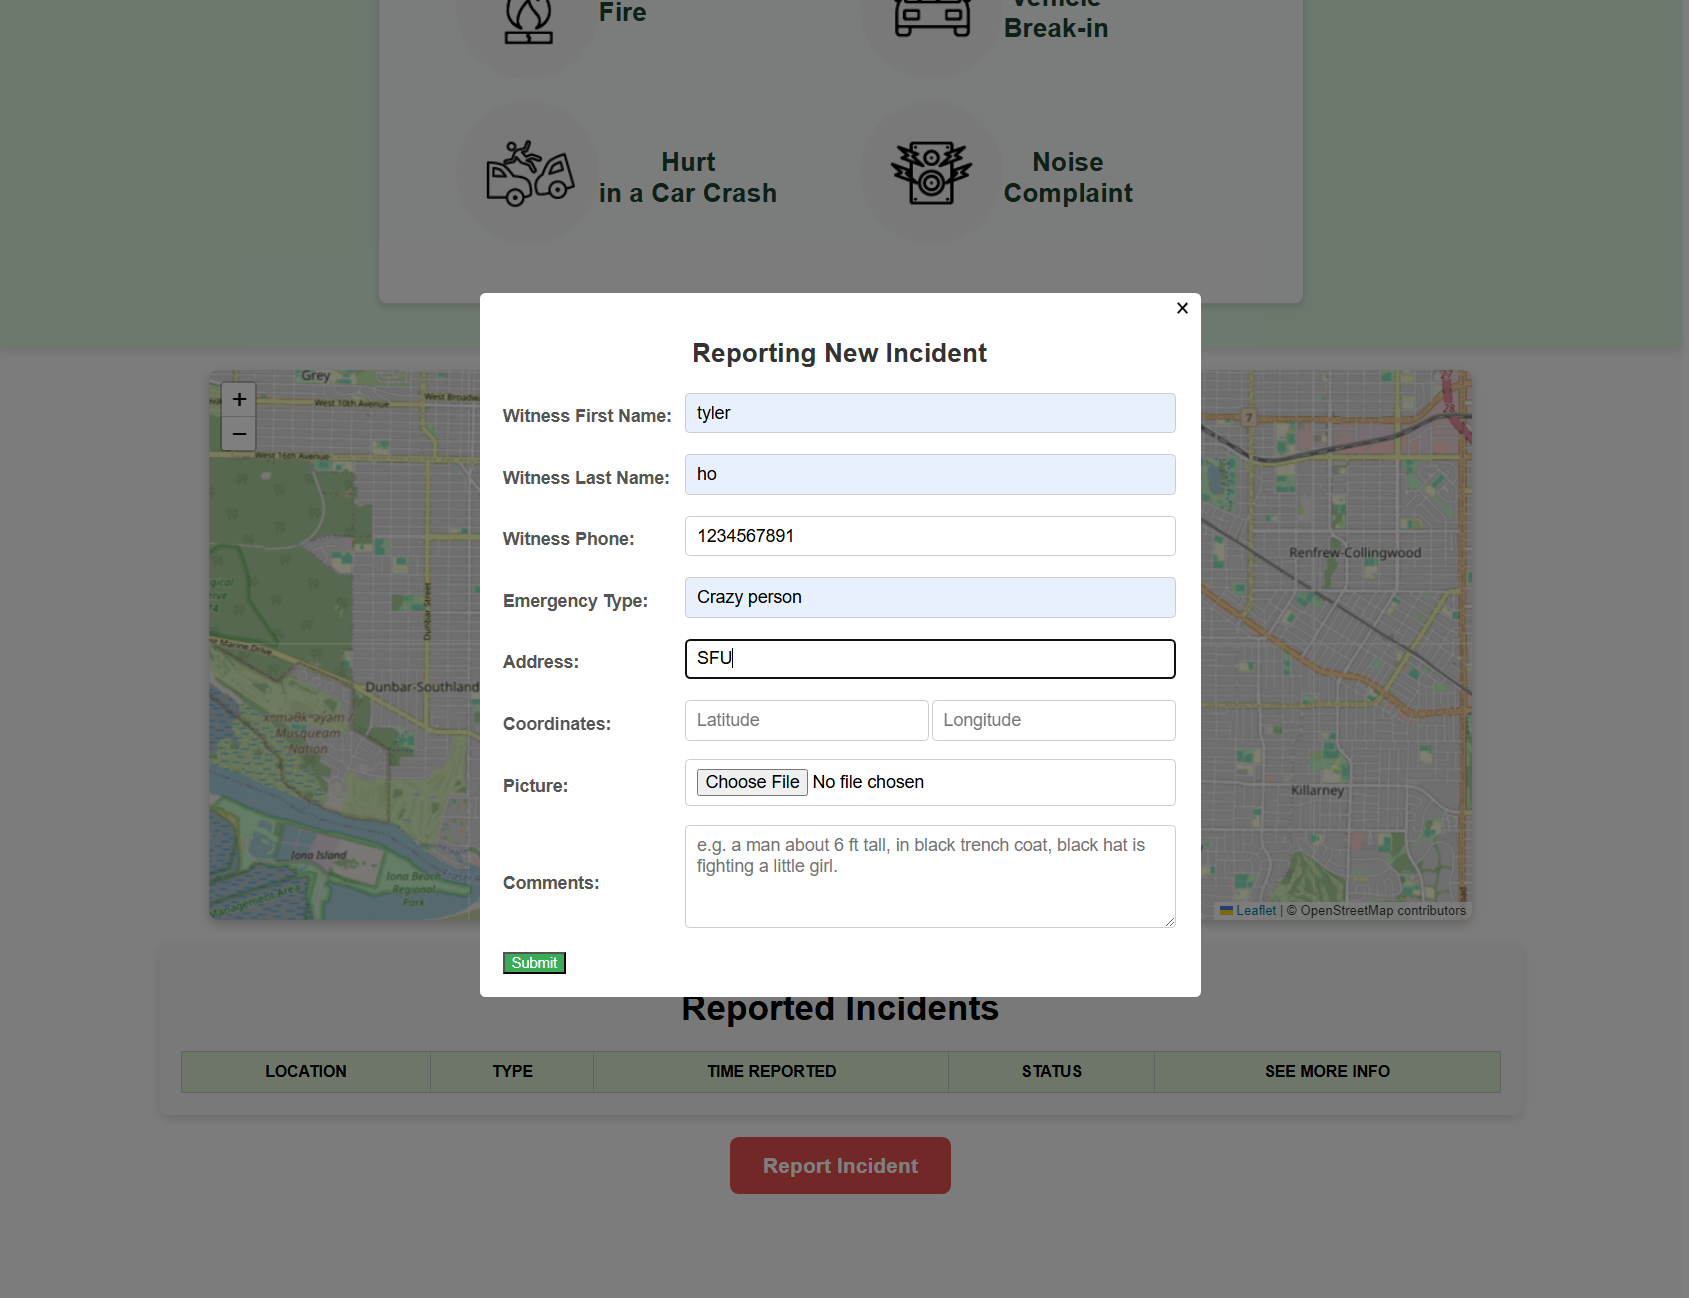 Fire
Vehicle
Break-in
Hurt
in a Car Crash
Noise
Complaint
×
Reporting New Incident
Witness First Name:
tyler
Witness Last Name:
ho
Witness Phone:
1234567891
Emergency Type:
Crazy person
Address:
SFU
Coordinates:
Latitude
Longitude
Picture:
Choose File No file chosen
Comments:
e.g. a man about 6 ft tall, in black trench coat, black hat is
fighting a little girl.
Submit
+
−
Grey
West 10th Avenue
West Broadw
West 16th Avenue
Dunbar Street
Marine Drive
Dunbar-Southland
xʷməθkʷəy̓əm /
Musqueam
Nation
Iona Island
Iona Beach
Regional
Park
Management Area
7
28
Renfrew-Collingwood
Killarney
Leaflet | © OpenStreetMap contributors
Reported Incidents
LOCATION
TYPE
TIME REPORTED
STATUS
SEE MORE INFO
Report Incident